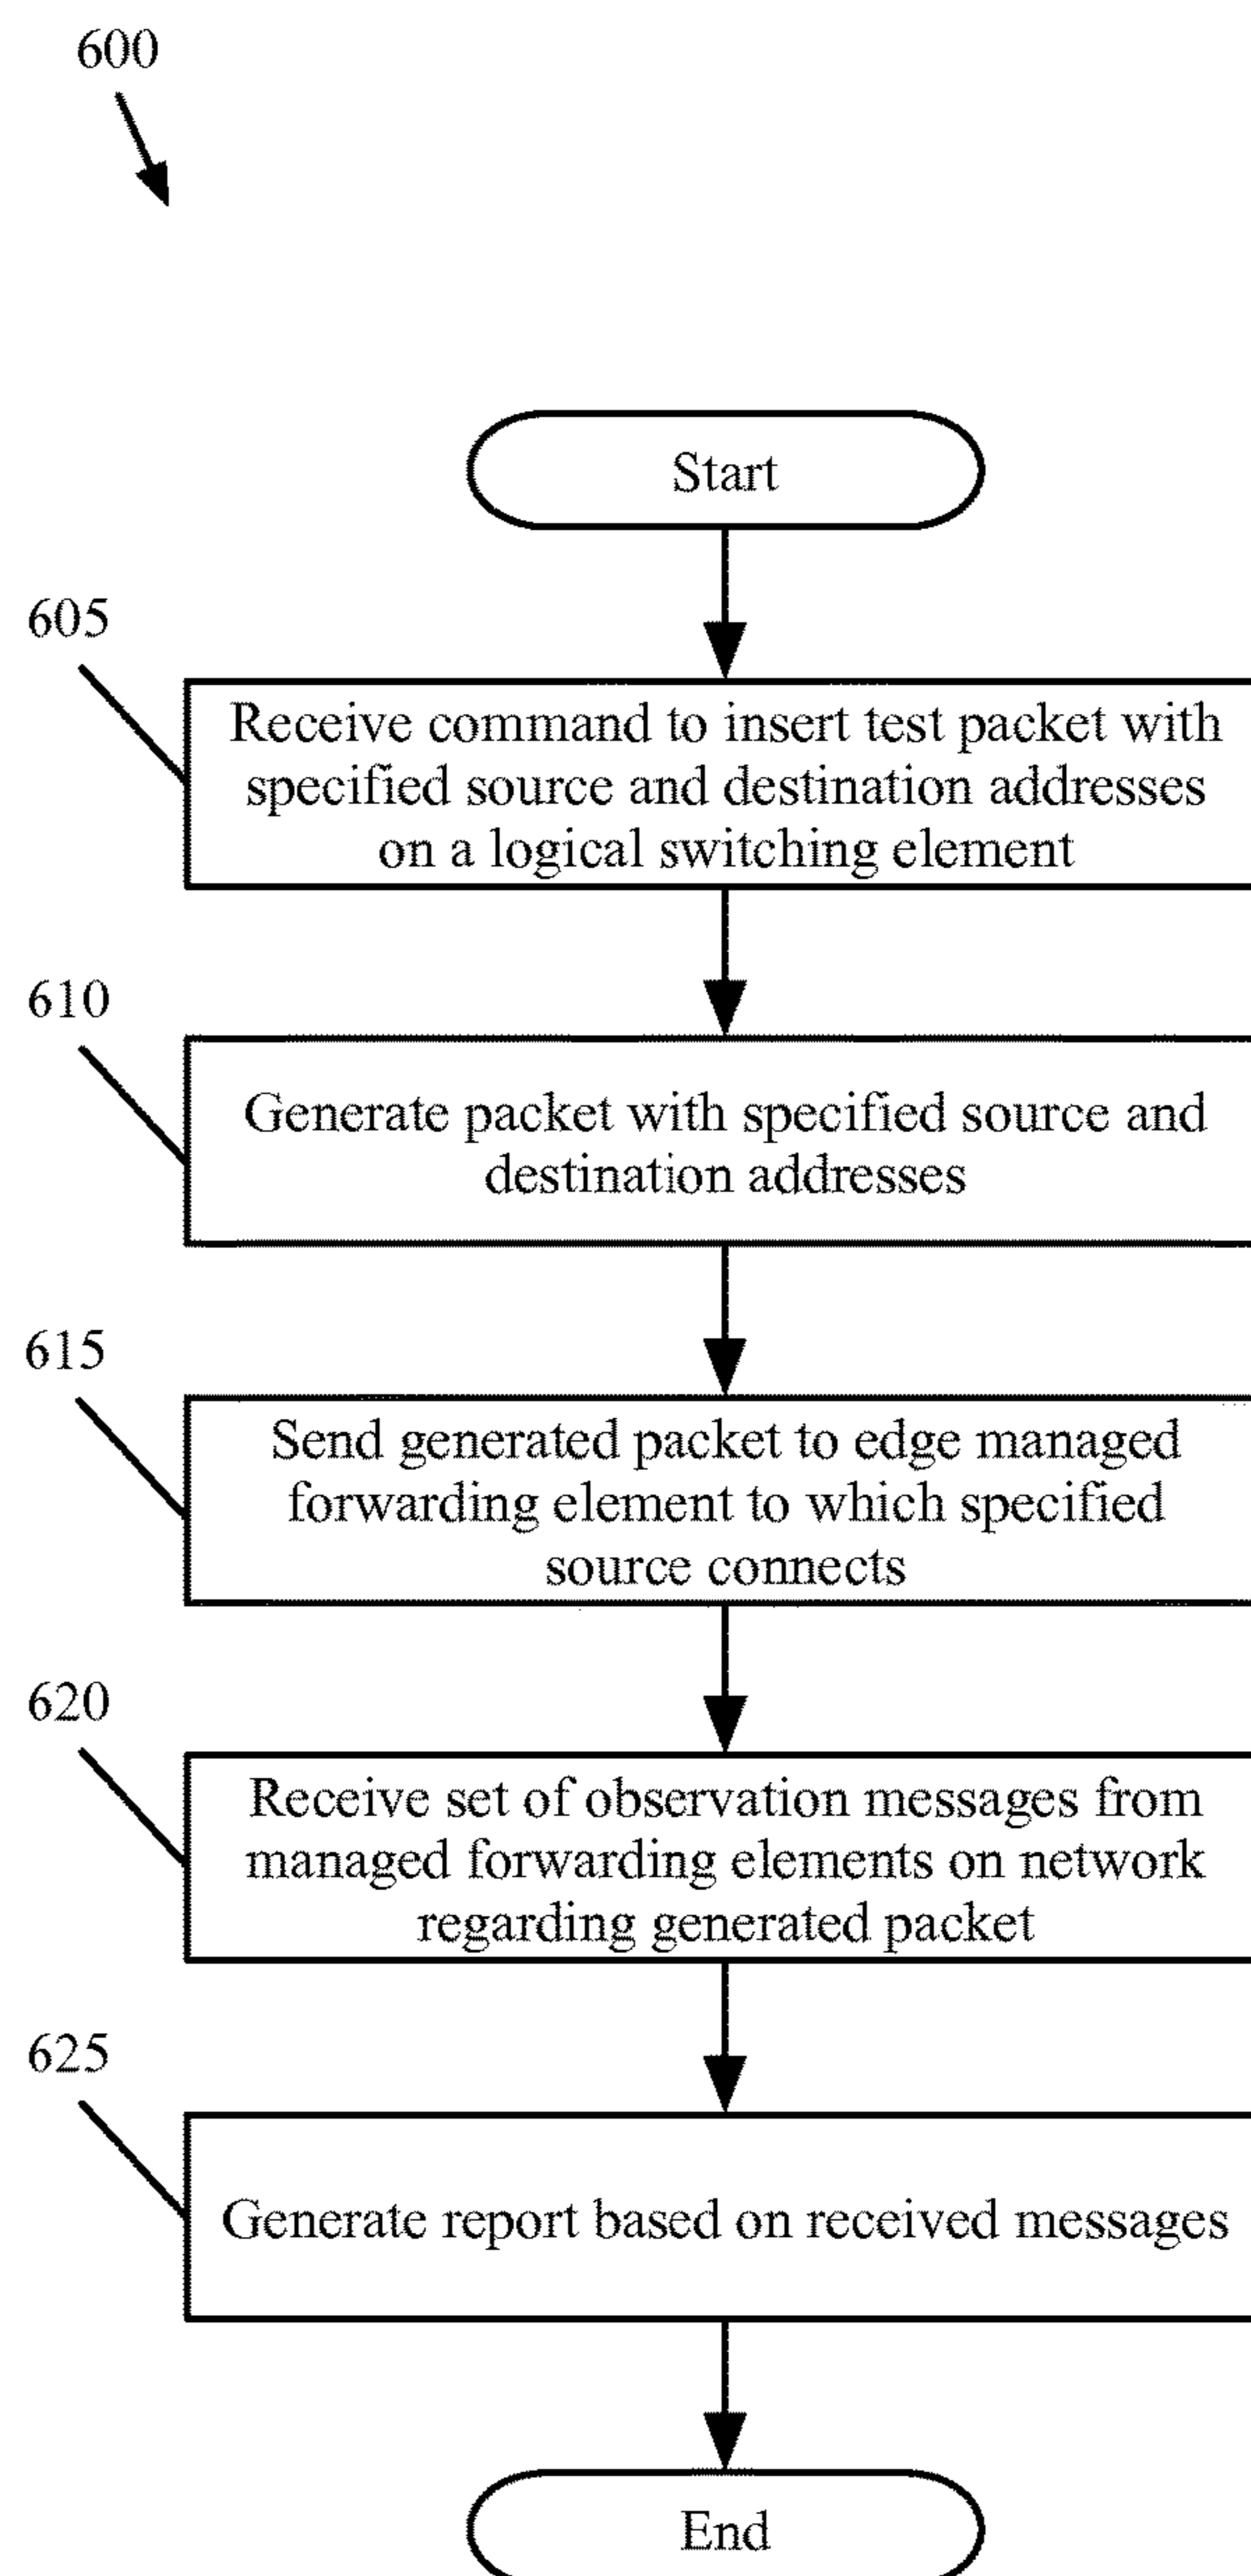 600
Start
605
Receive command to insert test packet with
specified source and destination addresses
on a logical switching element
610
Generate packet with specified source and
destination addresses
615
Send generated packet to edge managed
forwarding element to which specified
source connects
620
Receive set of observation messages from
managed forwarding elements on network
regarding generated packet
625
Generate report based on received messages
End